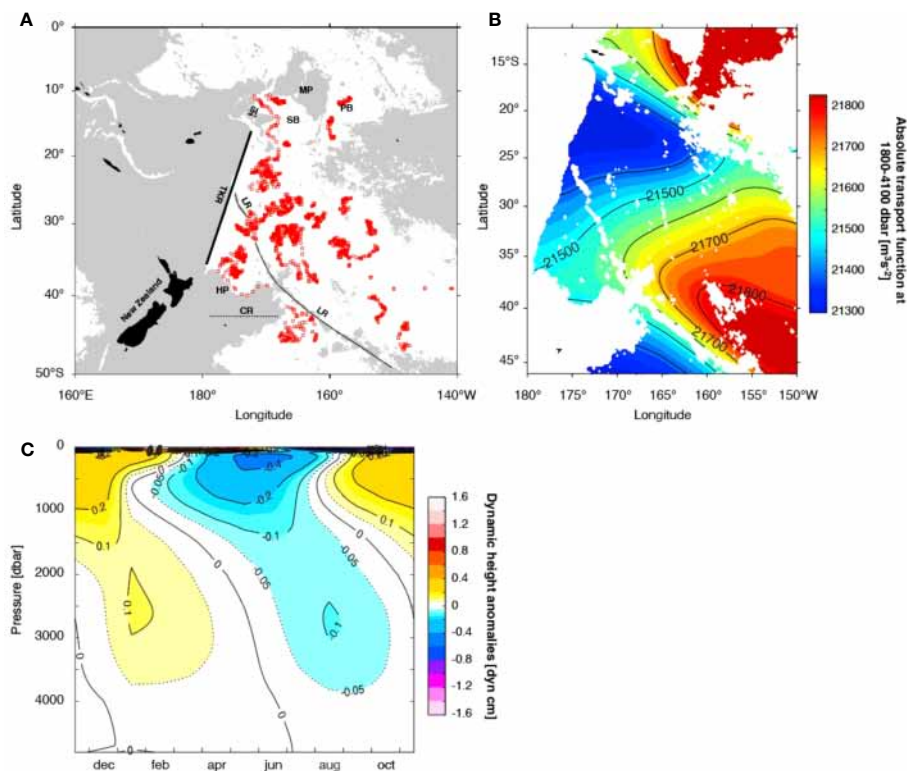 A
0°
10°
20°
30°
40°
50°S
160°E
180°
160°
140°W
Latitude
Longitude
MP
PB
SB
TKR
LR
HP
CR
LR
New Zealand
B
15°S
20°
25°
30°
35°
40°
45°
180°
175°
170°
165°
160°
155°
150°W
Latitude
Longitude
21500
21500
21700
21800
21700
21800
21700
21600
21500
21400
21300
Absolute transport function at
1800-4100 dbar [m³s⁻²]
C
0
1000
2000
3000
4000
Pressure [dbar]
dec
feb
apr
jun
aug
oct
0.2
0.1
0.1
0
0
-0.05
-0.1
-0.4
-0.2
-0.1
-0.05
0
0
-0.05
-0.1
-0.05
0.1
0
1.6
1.2
0.8
0.4
0
-0.4
-0.8
-1.2
-1.6
Dynamic height anomalies [dyn cm]